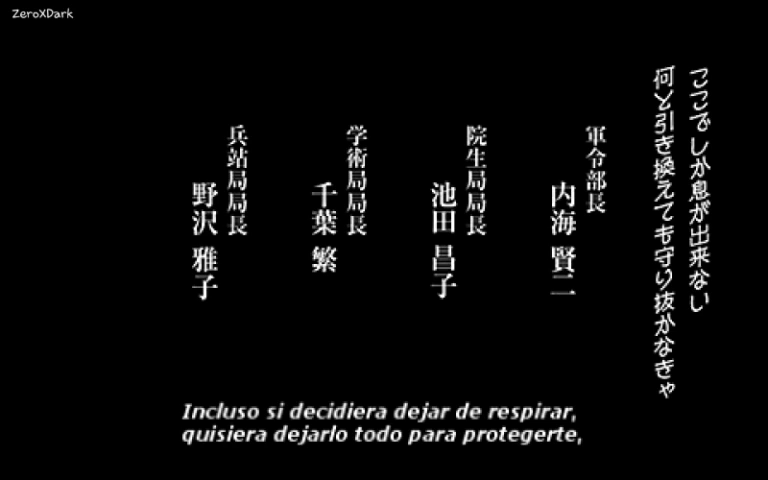 ZeroXDark
ここでしか息が出来ない
何と引き換えても守り抜かなきゃ
軍令部長
内海 賢二
院生局局長
池田 昌子
学術局局長
千葉 繁
兵站局局長
野沢 雅子
Incluso si decidiera dejar de respirar,
quisiera dejarlo todo para protegerte,